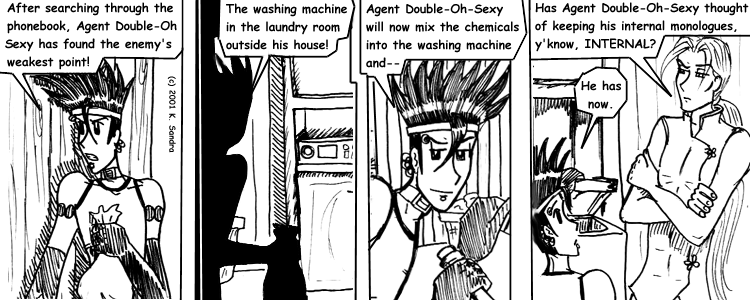 After searching through the
phonebook, Agent Double-Oh
Sexy has found the enemy's
weakest point!
(c) 2001 K. Sandra
The washing machine
in the laundry room
outside his house!
Agent Double-Oh-Sexy
will now mix the chemicals
into the washing machine
and--
Has Agent Double-Oh-Sexy thought
of keeping his internal monologues,
y'know, INTERNAL?
He has
now.